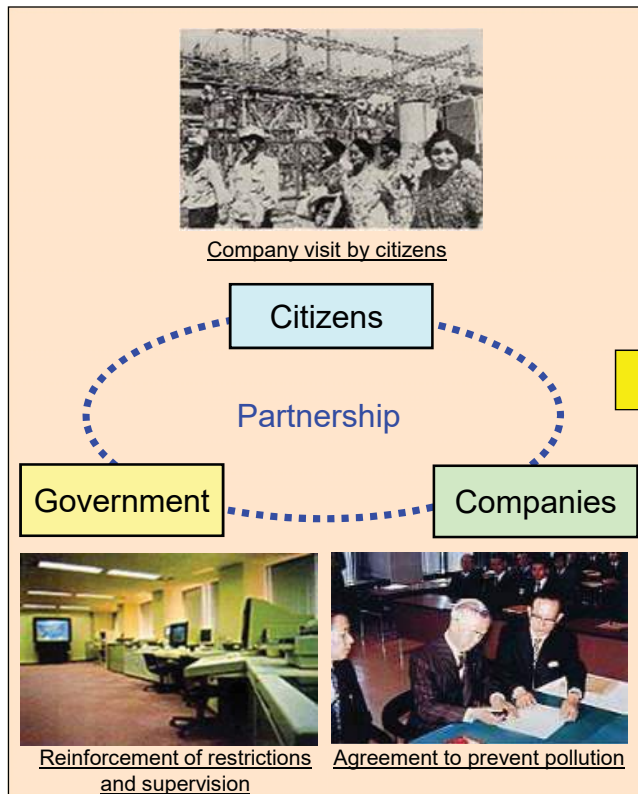 Company visit by citizens
Citizens
Partnership
Government
Companies
Reinforcement of restrictions
and supervision
Agreement to prevent pollution